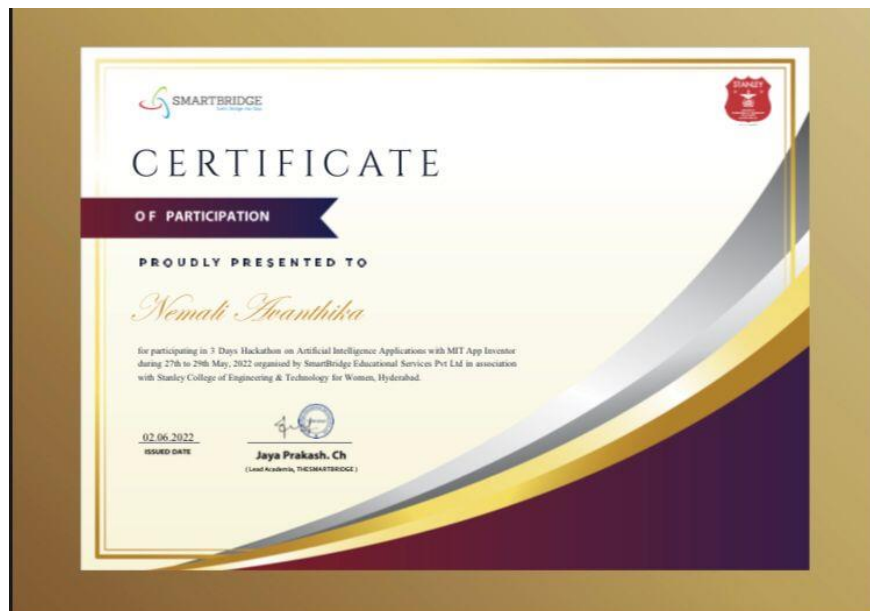 SMARTBRIDGE
STANLEY
CERTIFICATE
OF PARTICIPATION
PROUDLY PRESENTED TO
Nemali Avanthika
for participating in 3 Days Hackathon on Artificial Intelligence Applications with MIT App Inventor
during 27th to 29th May, 2022 organised by SmartBridge Educational Services Pvt Ltd in association
with Stanley College of Engineering & Technology for Women, Hyderabad.
02.06.2022
ISSUED DATE
Jaya Prakash. Ch
( Lead Academia, THESMARTBRIDGE )